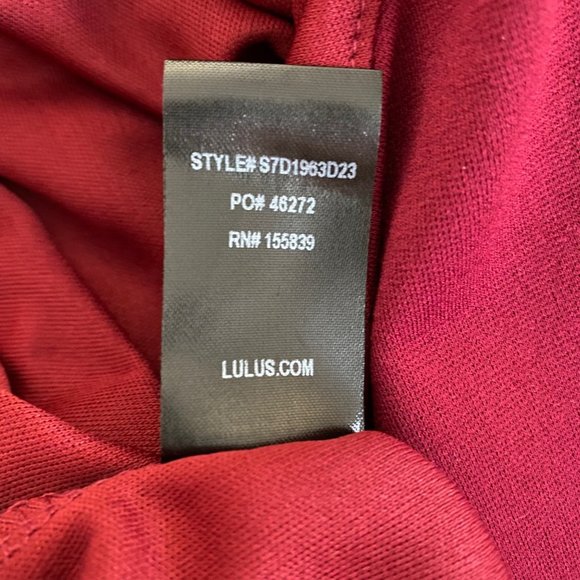 STYLE# S7D1963D23
PO# 46272
RN# 155839
LULUS.COM